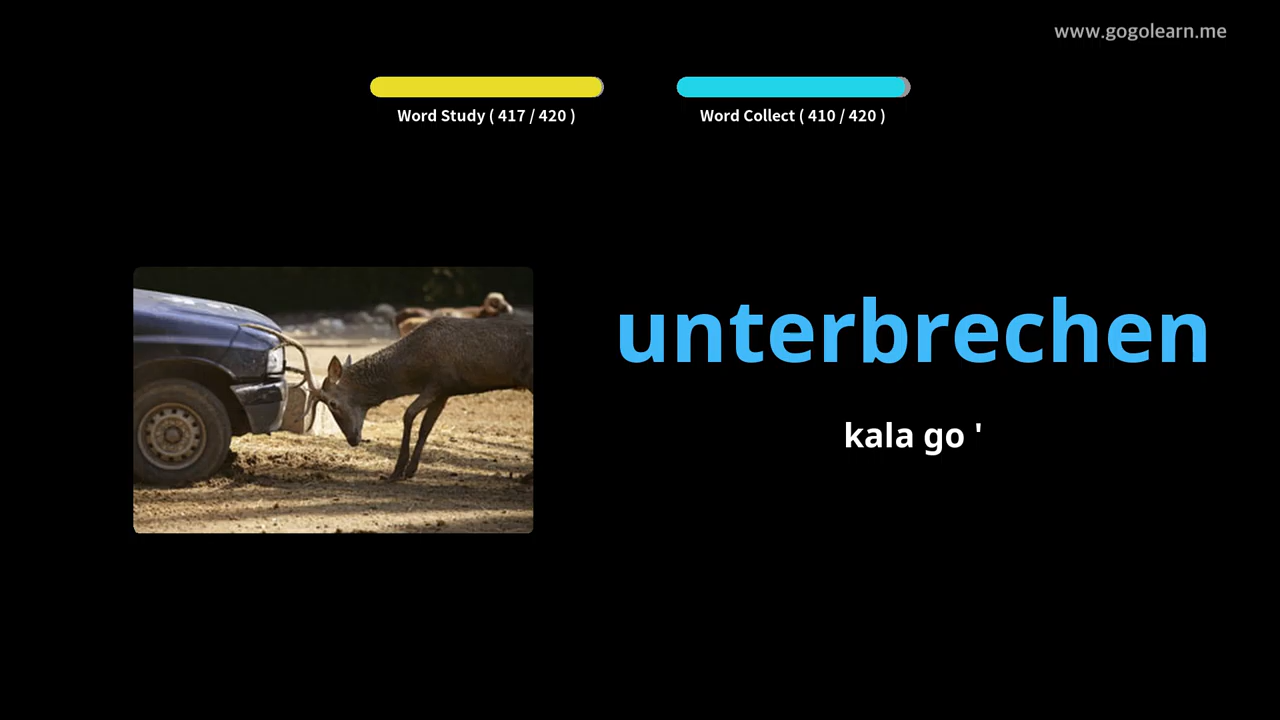 www.gogolearn.me
Word Study ( 417 / 420 )
Word Collect ( 410 / 420 )
unterbrechen
kala go '